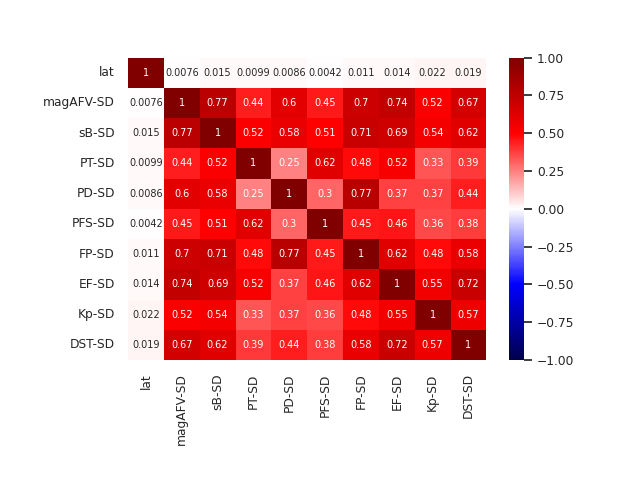 lat 1 0.0076 0.015 0.0099 0.0086 0.0042 0.011 0.014 0.022 0.019
magAFV-SD 0.0076 1 0.77 0.44 0.6 0.45 0.7 0.74 0.52 0.67
sB-SD 0.015 0.77 1 0.52 0.58 0.51 0.71 0.69 0.54 0.62
PT-SD 0.0099 0.44 0.52 1 0.25 0.62 0.48 0.52 0.33 0.39
PD-SD 0.0086 0.6 0.58 0.25 1 0.3 0.77 0.37 0.37 0.44
PFS-SD 0.0042 0.45 0.51 0.62 0.3 1 0.45 0.46 0.36 0.38
FP-SD 0.011 0.7 0.71 0.48 0.77 0.45 1 0.62 0.48 0.58
EF-SD 0.014 0.74 0.69 0.52 0.37 0.46 0.62 1 0.55 0.72
Kp-SD 0.022 0.52 0.54 0.33 0.37 0.36 0.48 0.55 1 0.57
DST-SD 0.019 0.67 0.62 0.39 0.44 0.38 0.58 0.72 0.57 1
lat magAFV-SD sB-SD PT-SD PD-SD PFS-SD FP-SD EF-SD Kp-SD DST-SD
1.00
0.75
0.50
0.25
0.00
−0.25
−0.50
−0.75
−1.00